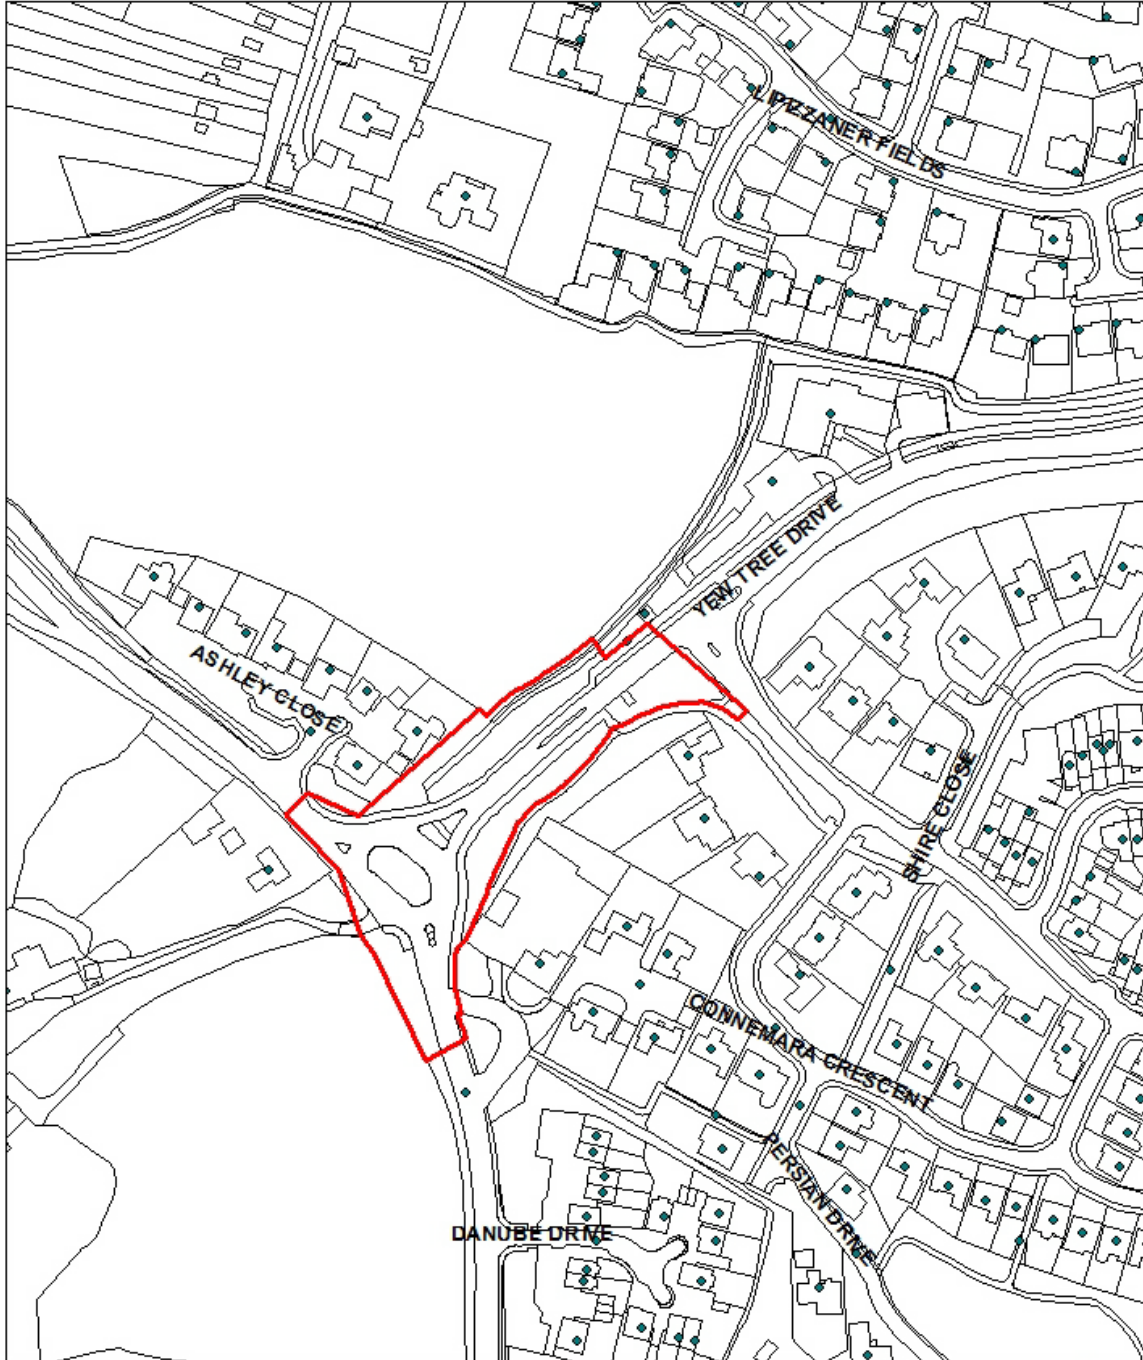 LIPIZZANER FIELDS
YEW TREE DRIVE
ASHLEY CLOSE
SHIRE CLOSE
CONNEMARA CRESCENT
PERSIAN DRIVE
DANUBE DRIVE